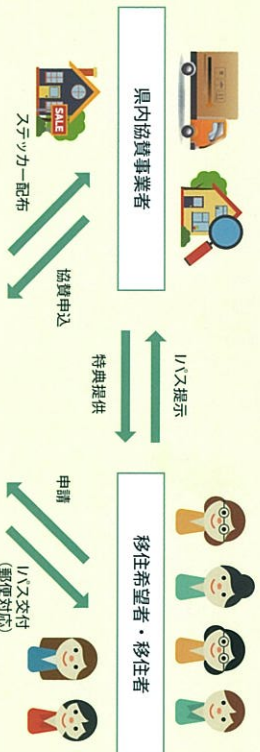 県内協賛事業者
SALE
ステッカー配布
協賛申込
Iパス提示
特典提供
移住希望者・移住者
申請
Iパス交付
(郵便対応)